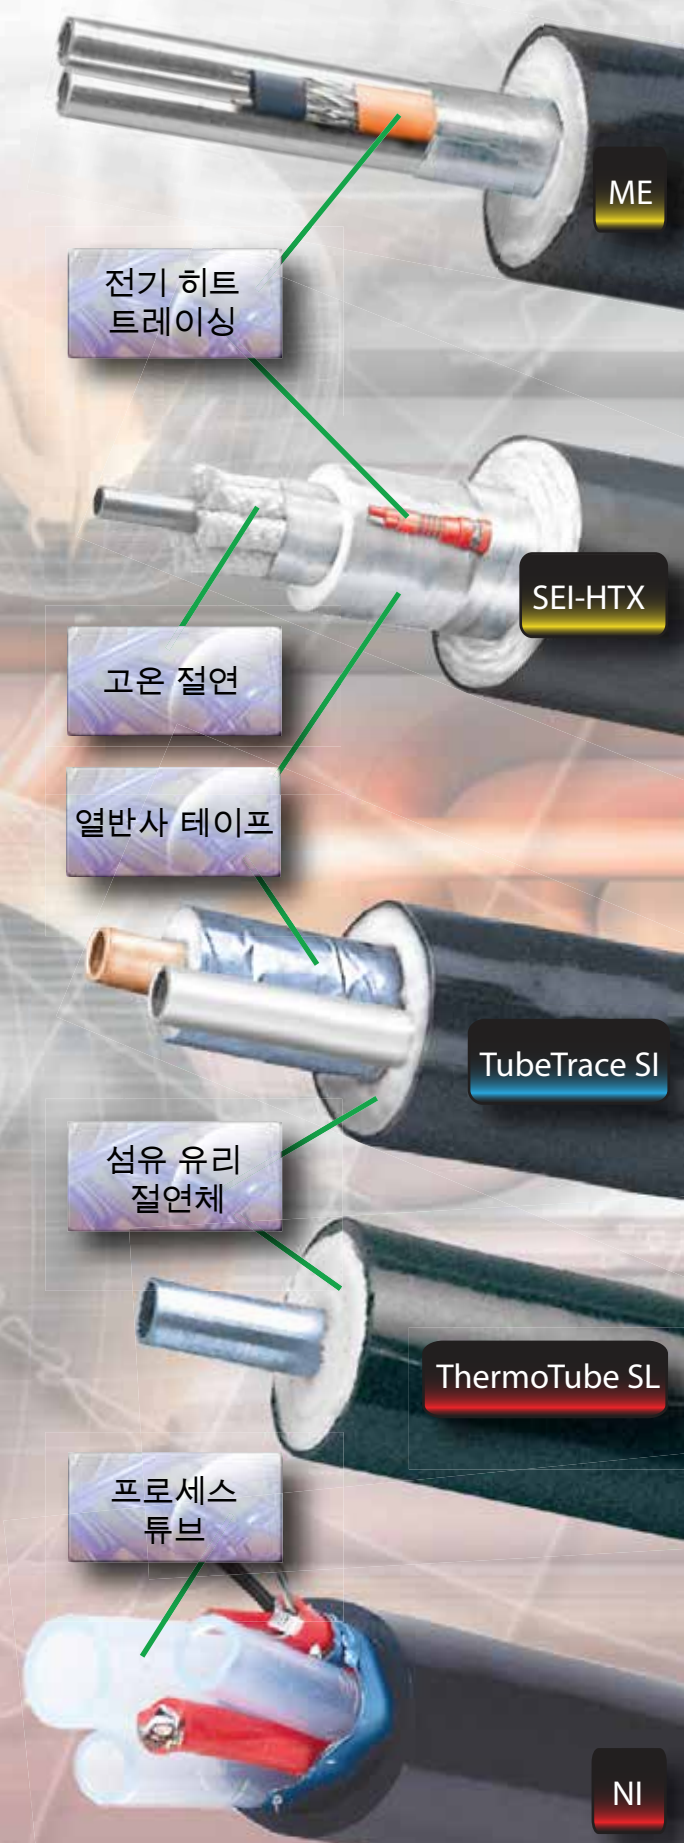 ME
전기 히트
트레이싱
SEI-HTX
고온 절연
열반사 테이프
TubeTrace SI
섬유 유리
절연체
ThermoTube SL
프로세스
튜브
NI